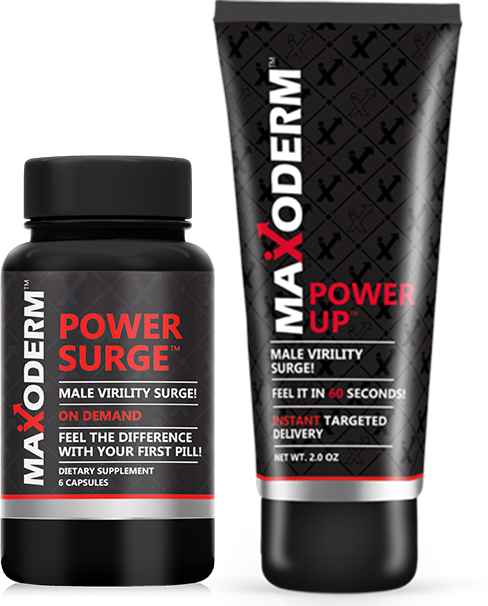 MAXODERM™
POWER
SURGE™
MALE VIRILITY SURGE!
ON DEMAND
FEEL THE DIFFERENCE
WITH YOUR FIRST PILL!
DIETARY SUPPLEMENT
6 CAPSULES
MAXODERM™
POWER
UP™
MALE VIRILITY
SURGE!
FEEL IT IN 60 SECONDS!
INSTANT TARGETED
DELIVERY
NET WT. 2.0 OZ